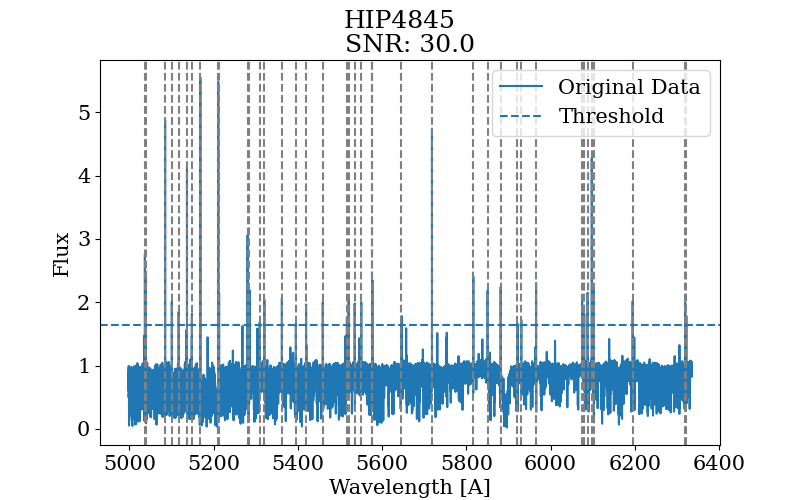 HIP4845
SNR: 30.0
Original Data
Threshold
Flux
5
4
3
2
1
0
5000 5200 5400 5600 5800 6000 6200 6400
Wavelength [A]